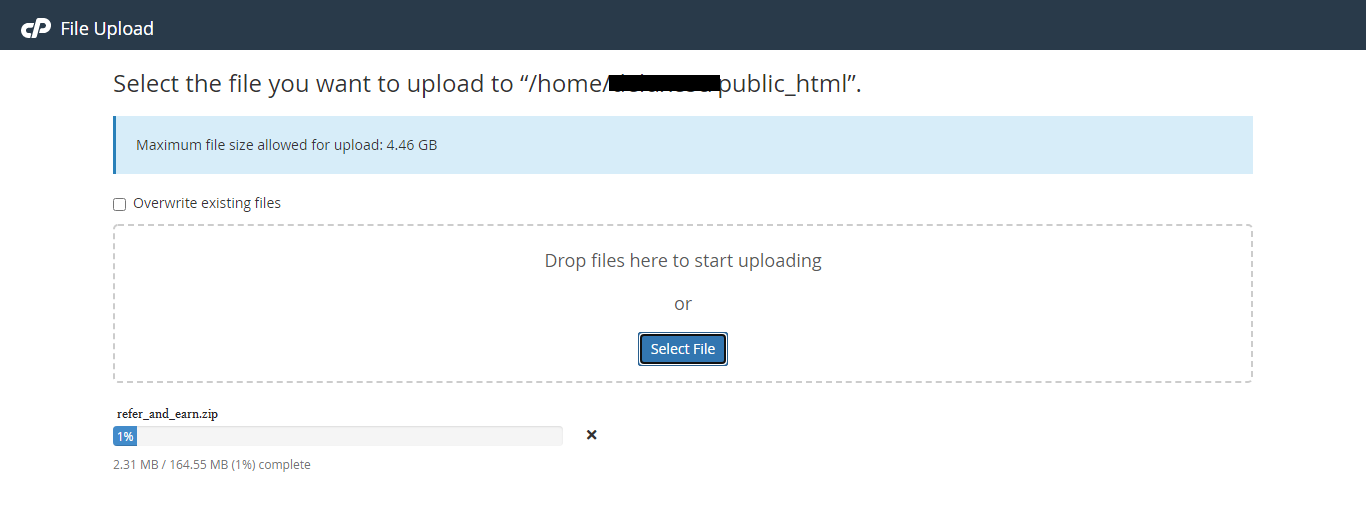 cP File Upload
Select the file you want to upload to “/home/ public_html”.
Maximum file size allowed for upload: 4.46 GB
Overwrite existing files
Drop files here to start uploading
or
Select File
refer_and_earn.zip
1%
2.31 MB / 164.55 MB (1%) complete